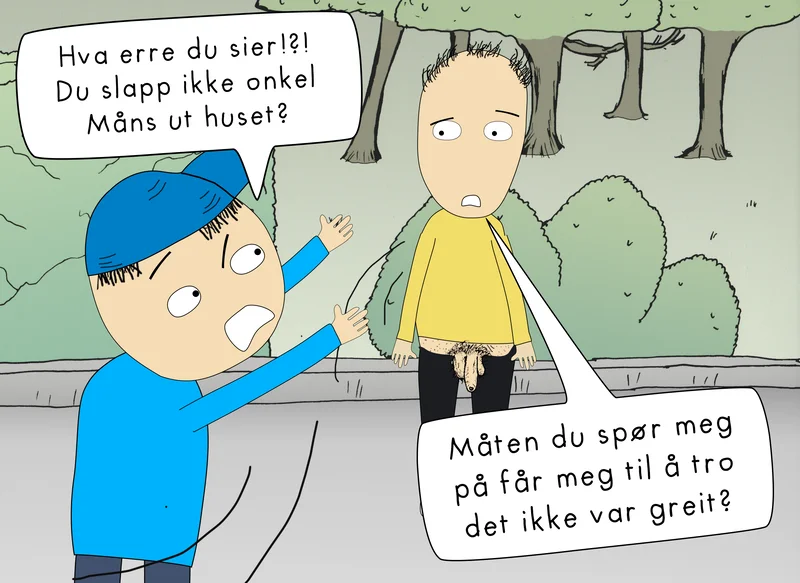 Hva erre du sier!?!
Du slapp ikke onkel
Måns ut huset?
Måten du spør meg
på får meg til å tro
det ikke var greit?